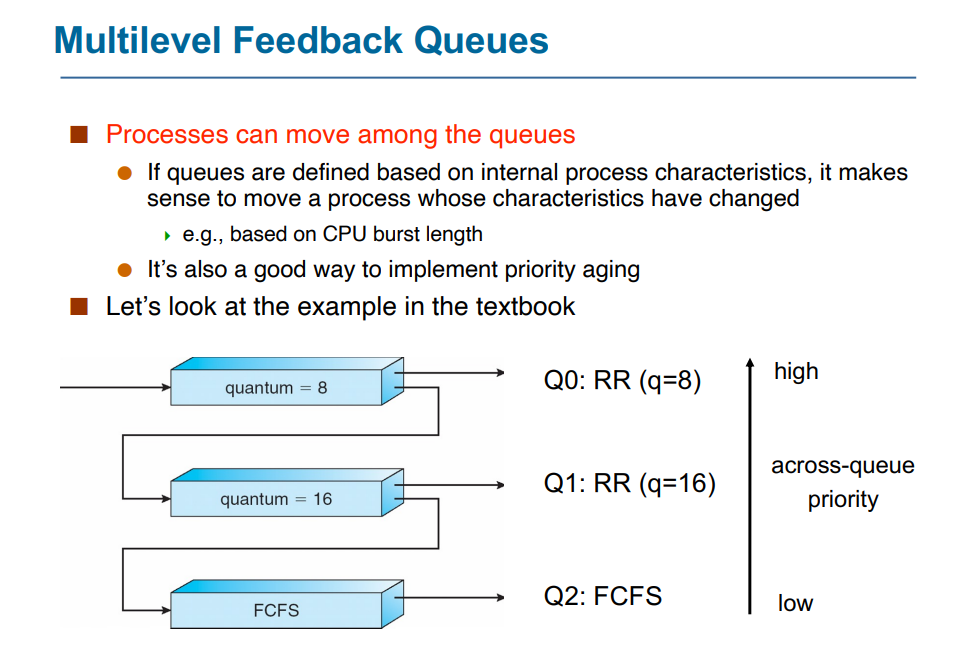 Multilevel Feedback Queues
Processes can move among the queues
If queues are defined based on internal process characteristics, it makes
sense to move a process whose characteristics have changed
e.g., based on CPU burst length
It’s also a good way to implement priority aging
Let’s look at the example in the textbook
quantum = 8
Q0: RR (q=8)
high
quantum = 16
Q1: RR (q=16)
across-queue
priority
FCFS
Q2: FCFS
low